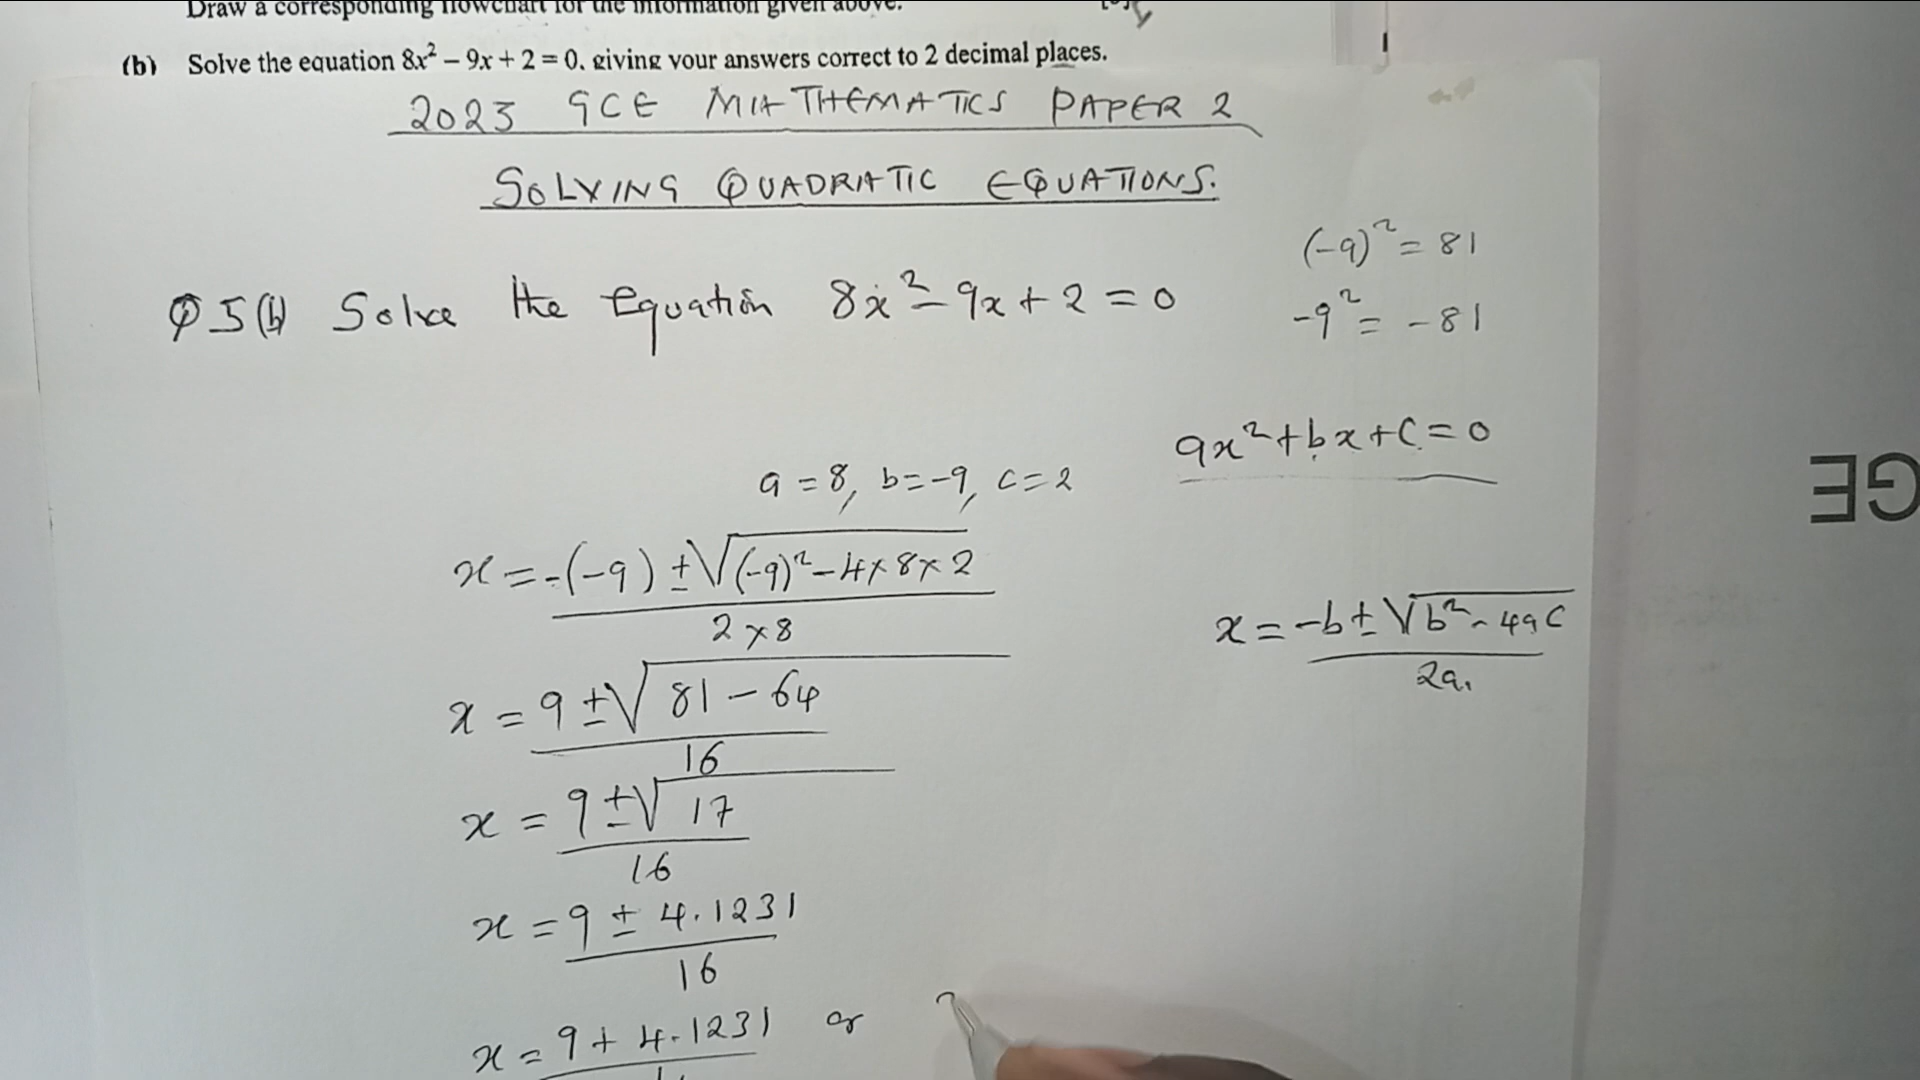 Draw a corresponding flowchart for the information given above.
(b) Solve the equation 8x² – 9x + 2 = 0, giving your answers correct to 2 decimal places.
2023 GCE MATHEMATICS PAPER 2
SOLVING QUADRATIC EQUATIONS.
(-9)² = 81
Q5(b) Solve the Equation 8x² - 9x + 2 = 0
-9² = -81
ax² + bx + c = 0
a = 8, b = -9, c = 2
x = -(-9) ± √(-9)² - 4 x 8 x 2
2 x 8
x = -b ± √b² - 4ac
2a
x = 9 ± √81 - 64
16
x = 9 ± √17
16
x = 9 ± 4.1231
16
x = 9 + 4.1231 or
GE